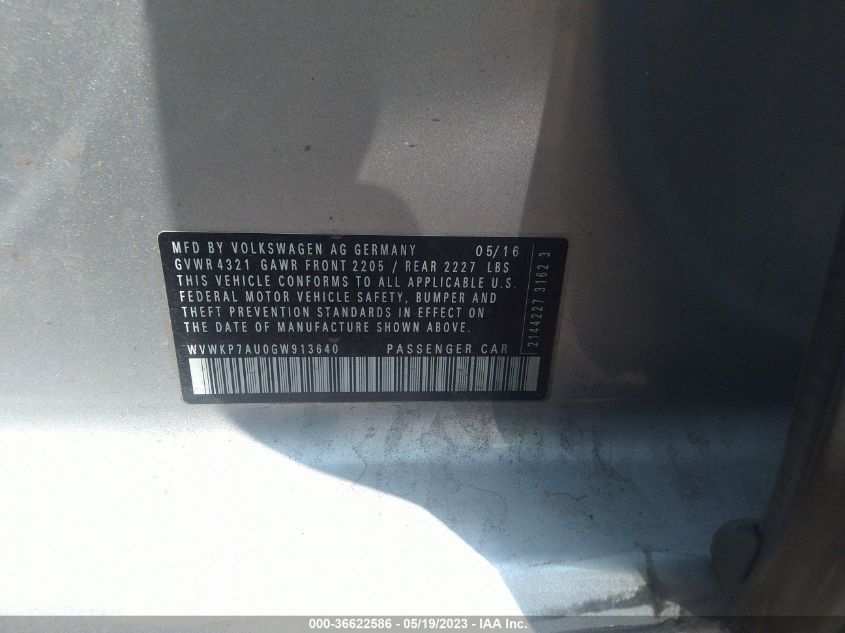 MFD BY VOLKSWAGEN AG GERMANY 05/16
GVWR 4321 GAWR FRONT 2205 / REAR 2227 LBS
THIS VEHICLE CONFORMS TO ALL APPLICABLE U.S.
FEDERAL MOTOR VEHICLE SAFETY, BUMPER AND
THEFT PREVENTION STANDARDS IN EFFECT ON
THE DATE OF MANUFACTURE SHOWN ABOVE.
WVWKP7AU0GW913640 PASSENGER CAR
2144227 3162 3
000-36622586 - 05/19/2023 - IAA Inc.